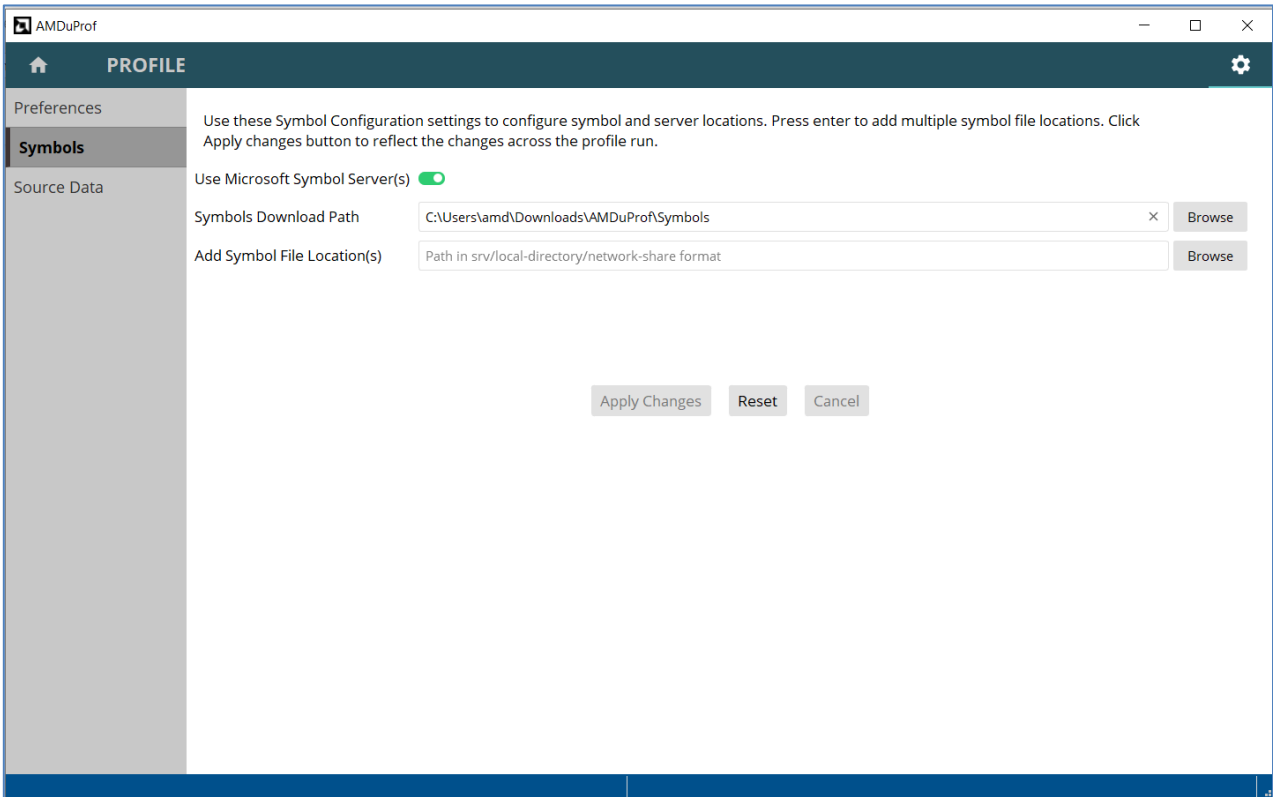 AMDuProf
PROFILE
Preferences
Symbols
Source Data
Use these Symbol Configuration settings to configure symbol and server locations. Press enter to add multiple symbol file locations. Click
Apply changes button to reflect the changes across the profile run.
Use Microsoft Symbol Server(s)
Symbols Download Path
C:\Users\amd\Downloads\AMDuProf\Symbols
Browse
Add Symbol File Location(s)
Path in srv/local-directory/network-share format
Browse
Apply Changes
Reset
Cancel